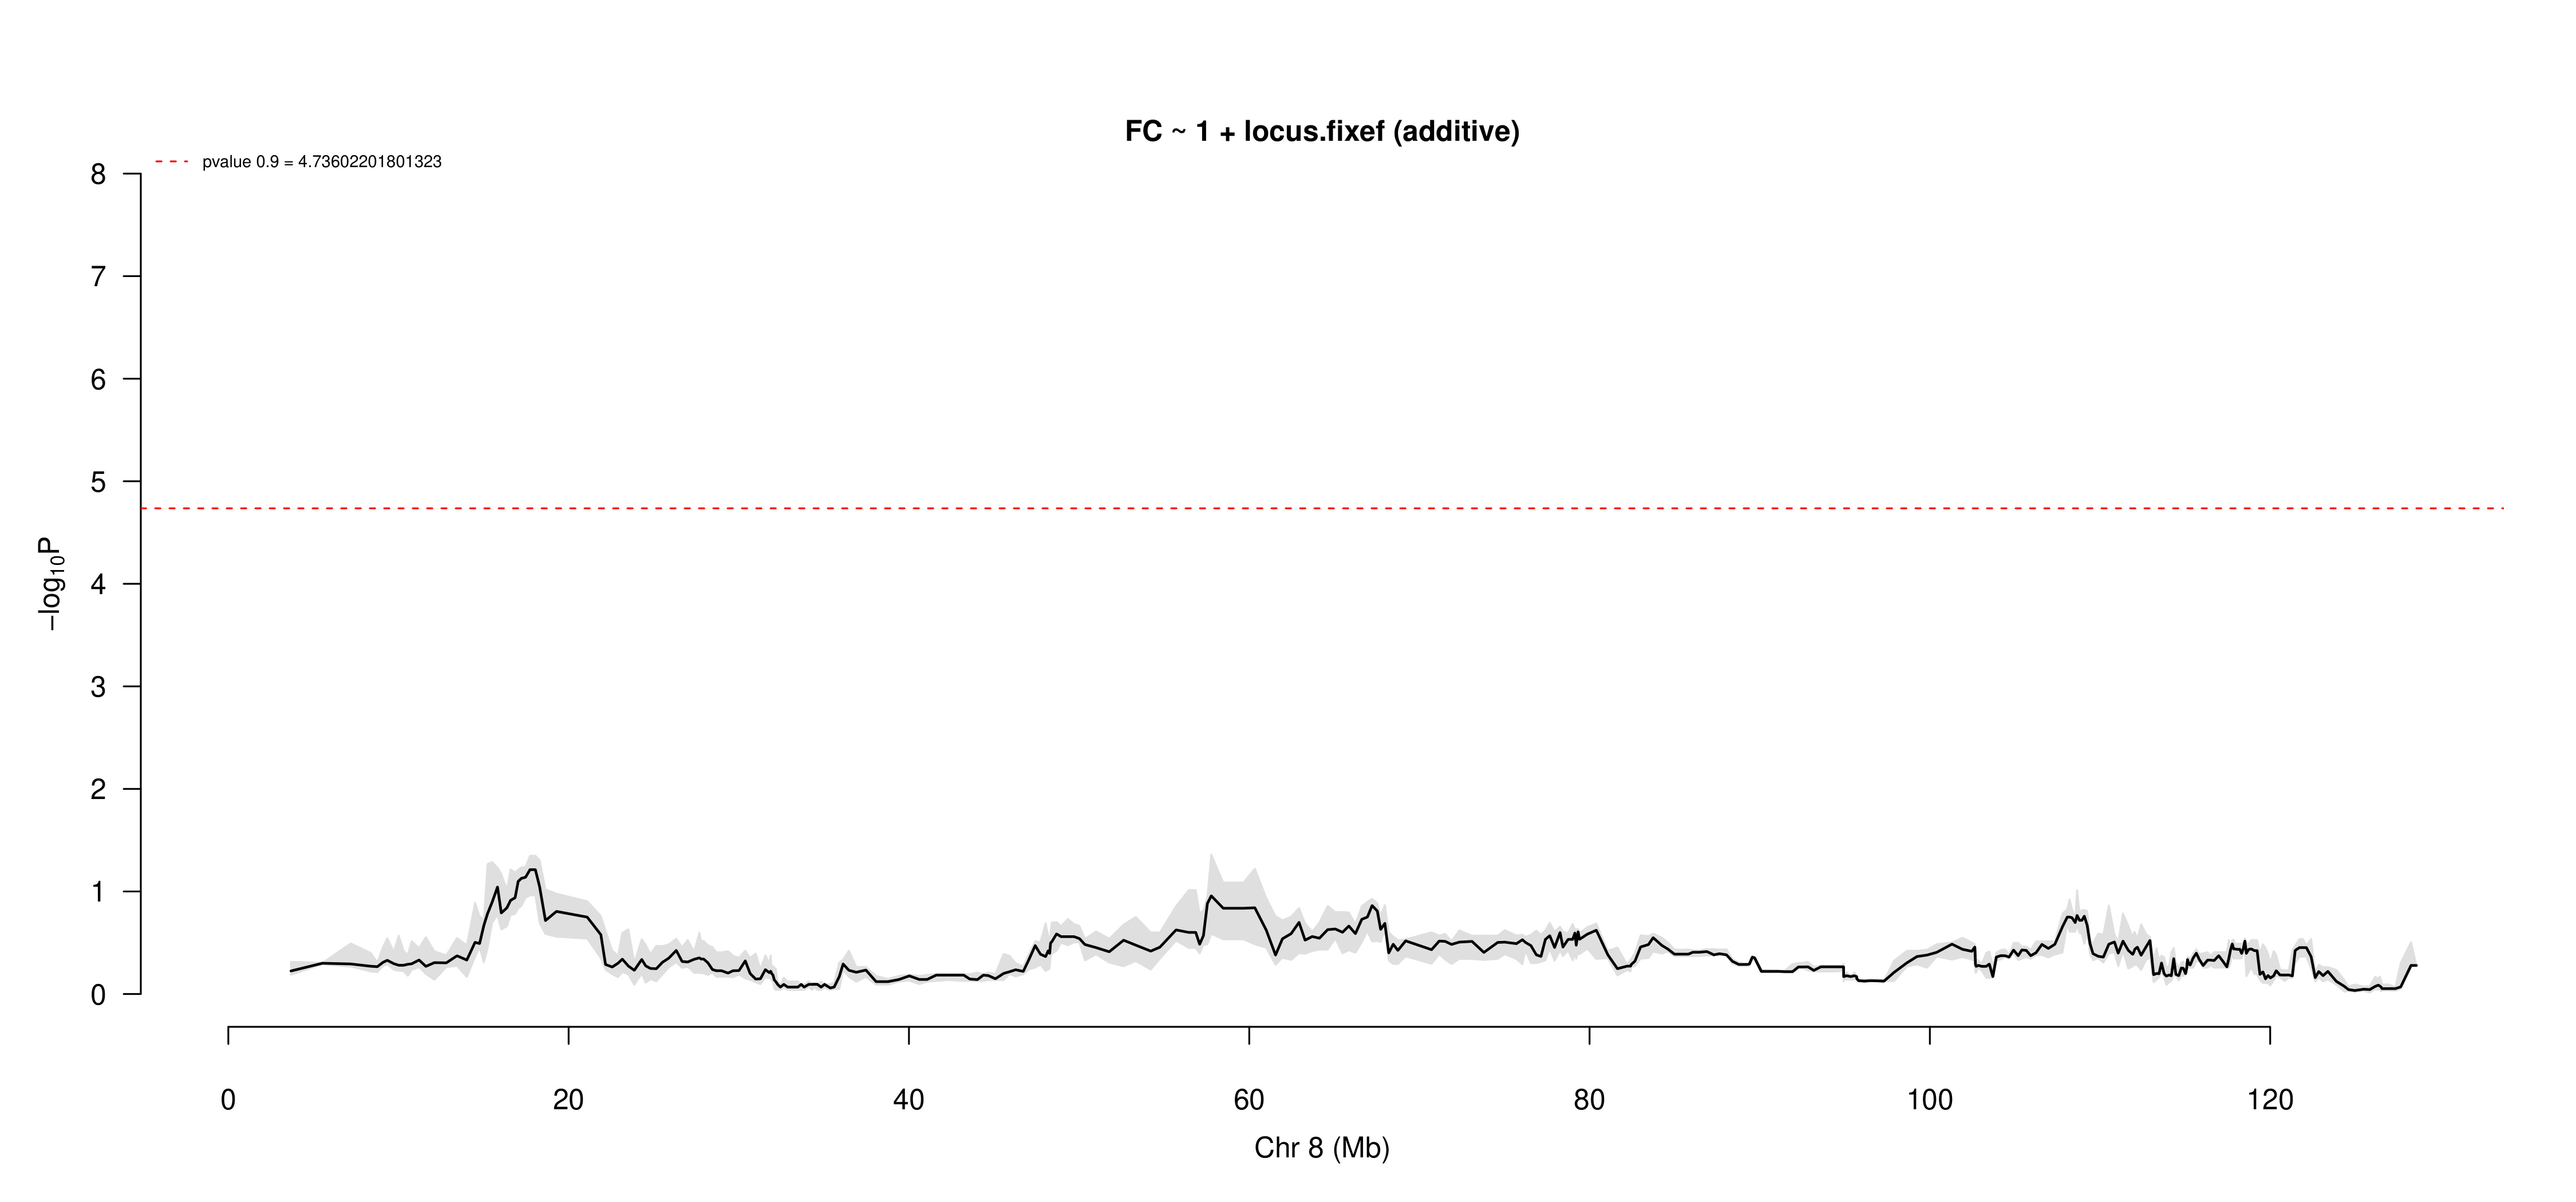 FC ~ 1 + locus.fixef (additive)
pvalue 0.9 = 4.73602201801323
8
7
6
5
4
3
2
1
0
−log10P
0 20 40 60 80 100 120
Chr 8 (Mb)